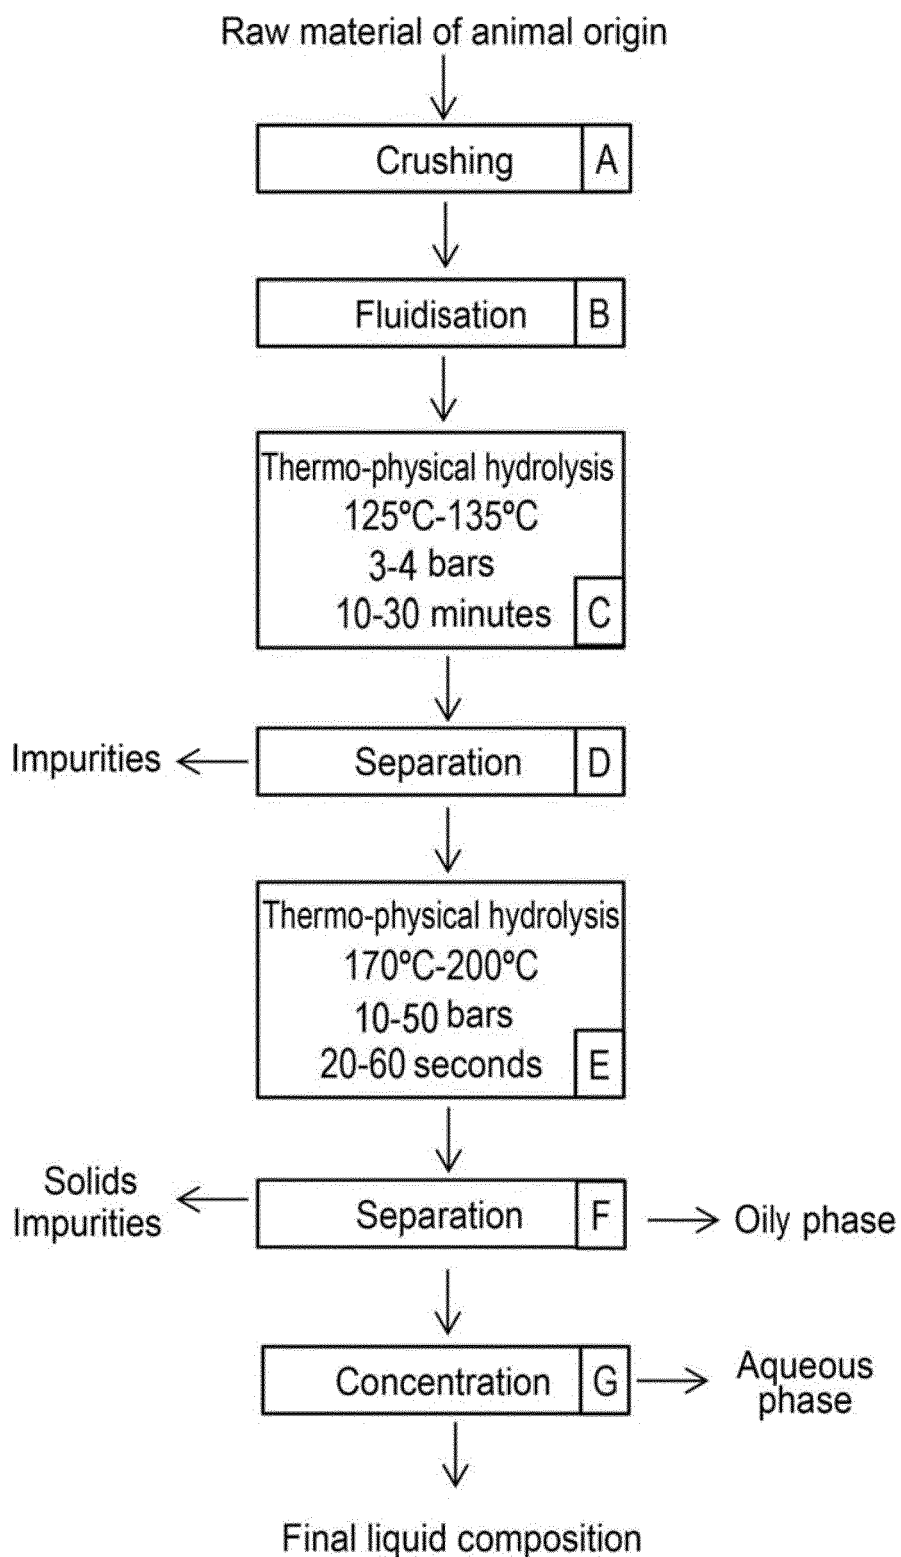 Raw material of animal origin
Crushing A
Fluidisation B
Thermo-physical hydrolysis
125ºC-135ºC
3-4 bars
10-30 minutes C
Impurities
Separation D
Thermo-physical hydrolysis
170ºC-200ºC
10-50 bars
20-60 seconds E
Solids
Impurities
Separation F
Oily phase
Concentration G
Aqueous
phase
Final liquid composition